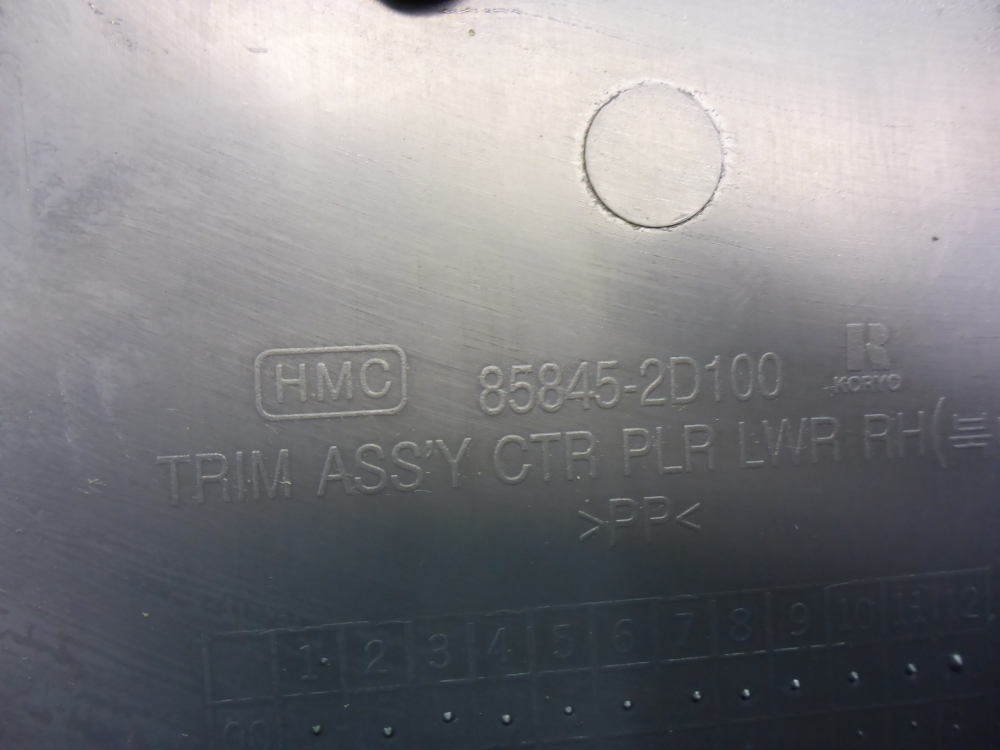 HMC 85845-2D100 R KORYO
TRIM ASS'Y CTR PLR LWR RH(
>PP<
1 2 3 4 5 6 7 8 9 10 11 12
00